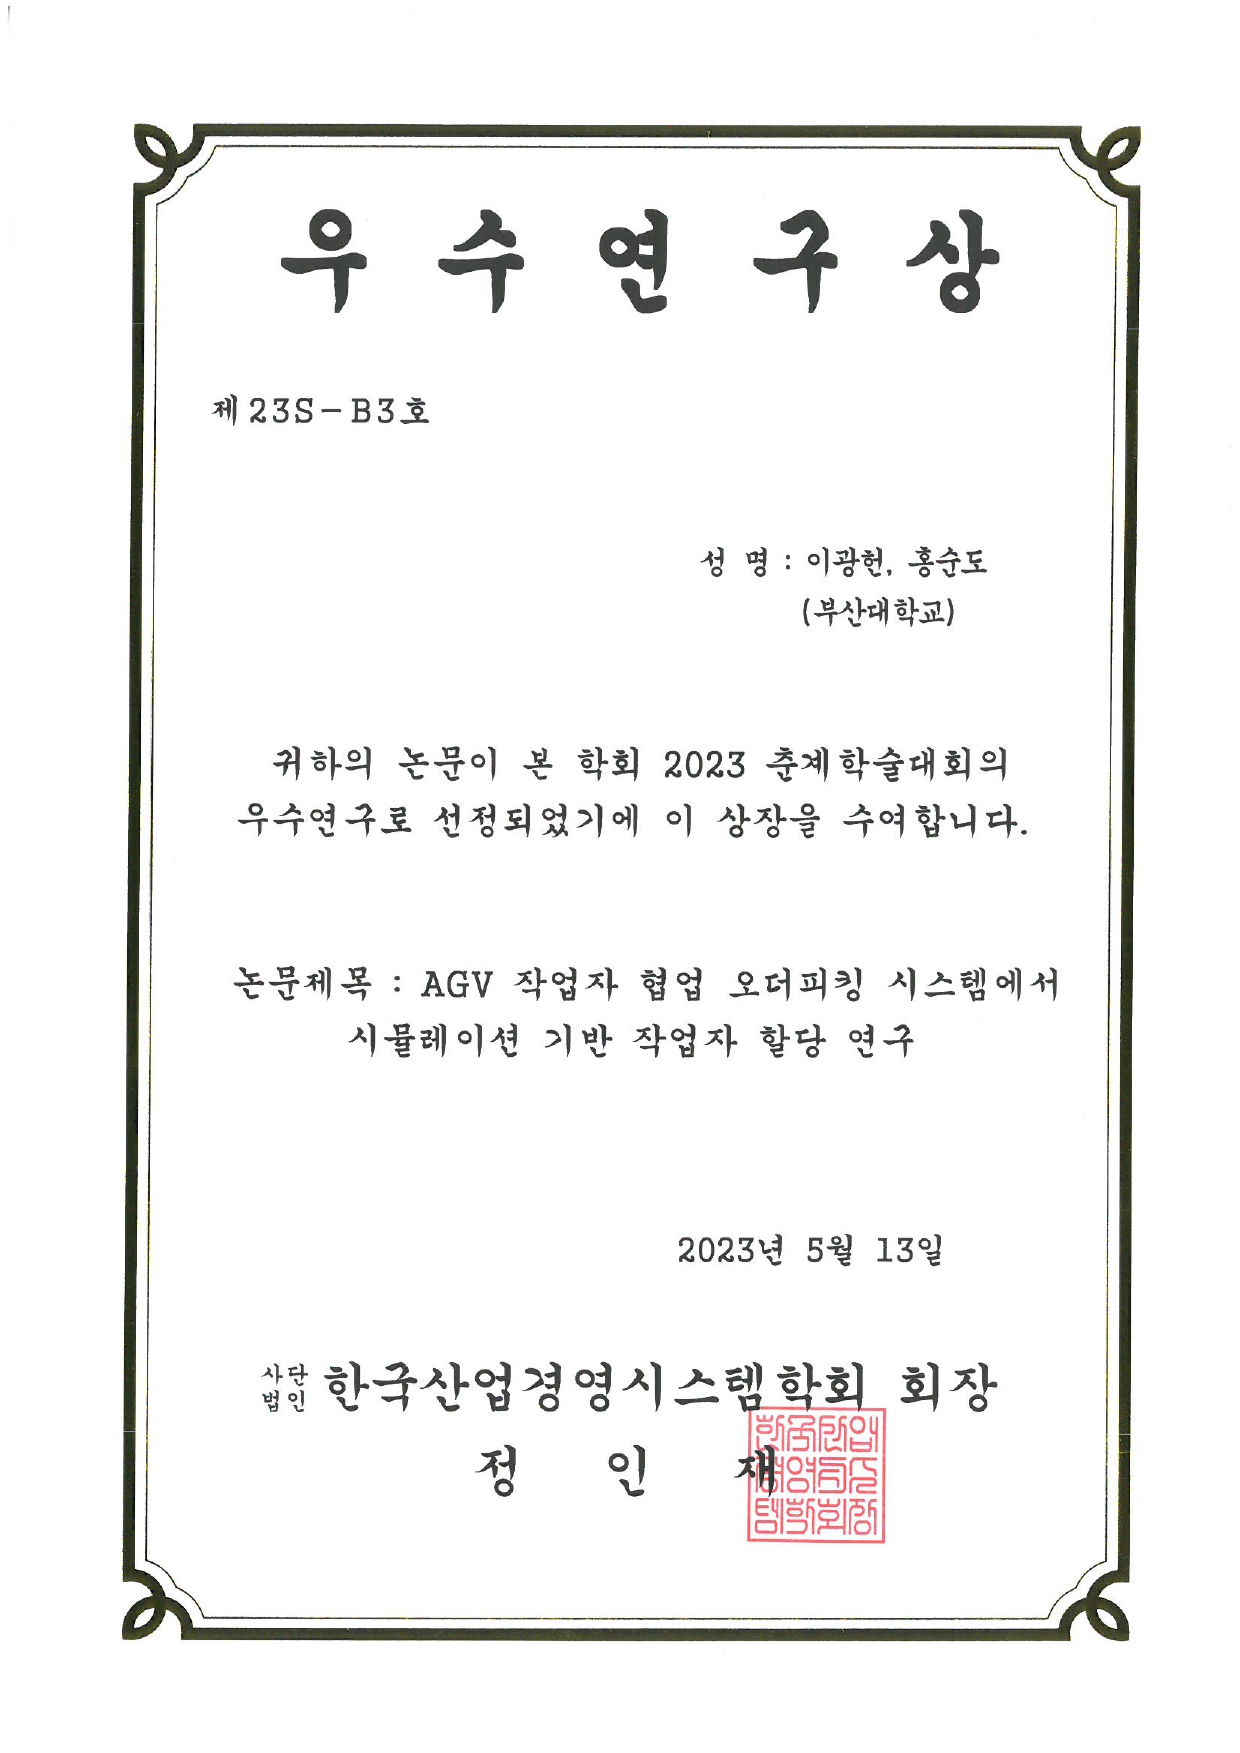 우수연구상
제 23S-B3호
성 명 : 이광헌, 홍순도
(부산대학교)
귀하의 논문이 본 학회 2023 춘계학술대회의
우수연구로 선정되었기에 이 상장을 수여합니다.
논문제목 : AGV 작업자 협업 오더피킹 시스템에서
시뮬레이션 기반 작업자 할당 연구
2023년 5월 13일
사단법인 한국산업경영시스템학회 회장
정 인 재